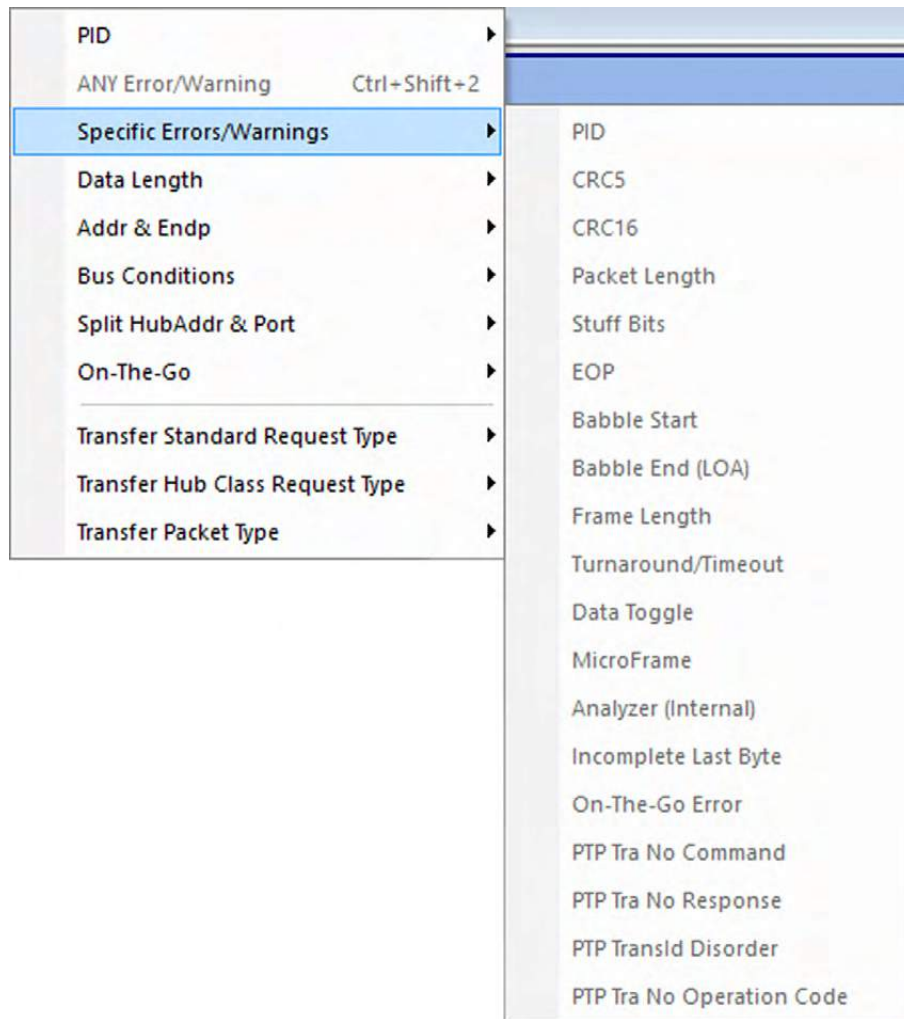 PID
ANY Error/Warning Ctrl+Shift+2
Specific Errors/Warnings
Data Length
Addr & Endp
Bus Conditions
Split HubAddr & Port
On-The-Go
Transfer Standard Request Type
Transfer Hub Class Request Type
Transfer Packet Type
PID
CRC5
CRC16
Packet Length
Stuff Bits
EOP
Babble Start
Babble End (LOA)
Frame Length
Turnaround/Timeout
Data Toggle
MicroFrame
Analyzer (Internal)
Incomplete Last Byte
On-The-Go Error
PTP Tra No Command
PTP Tra No Response
PTP TransId Disorder
PTP Tra No Operation Code